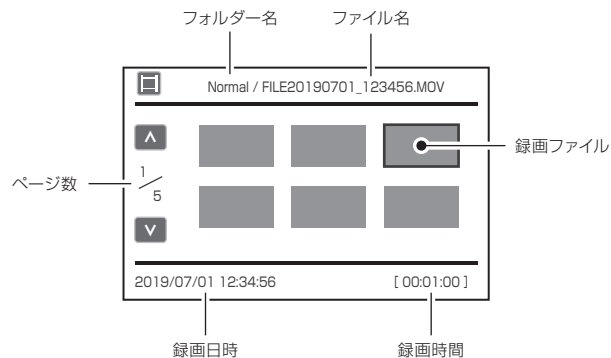 フォルダー名 ファイル名
Normal / FILE20190701_123456.MOV
録画ファイル
ページ数
1/5
2019/07/01 12:34:56 [ 00:01:00 ]
録画日時 録画時間